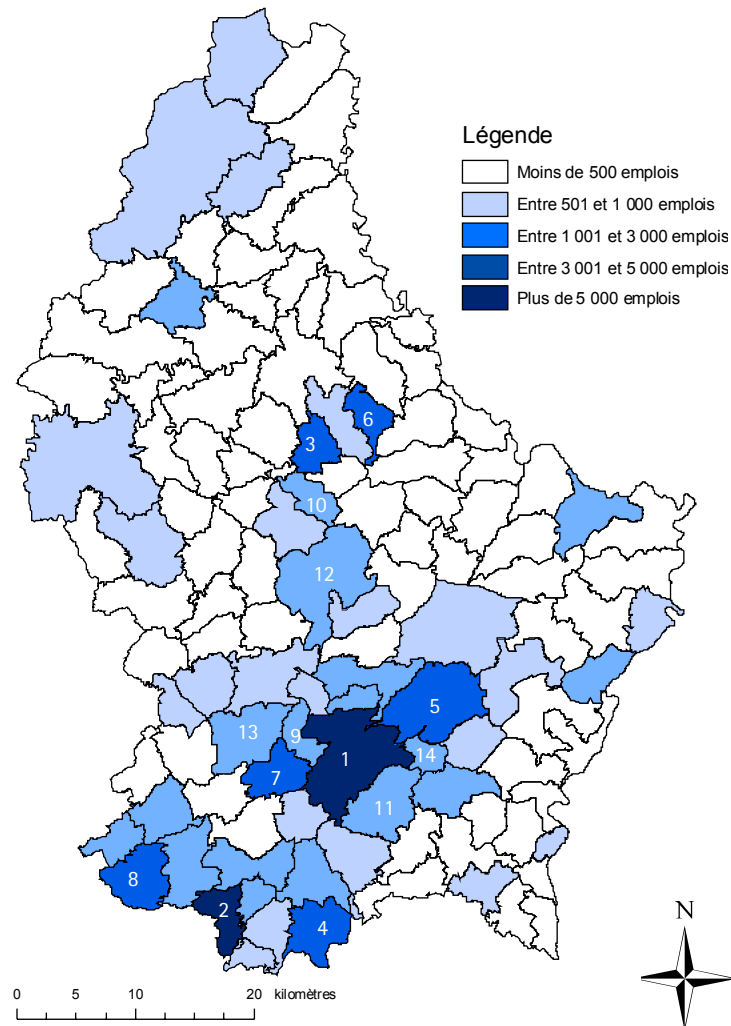 Légende
Moins de 500 emplois
Entre 501 et 1 000 emplois
Entre 1 001 et 3 000 emplois
Entre 3 001 et 5 000 emplois
Plus de 5 000 emplois
6
3
10
12
5
13
9
1
14
7
11
8
2
4
N
0 5 10 20 kilomètres